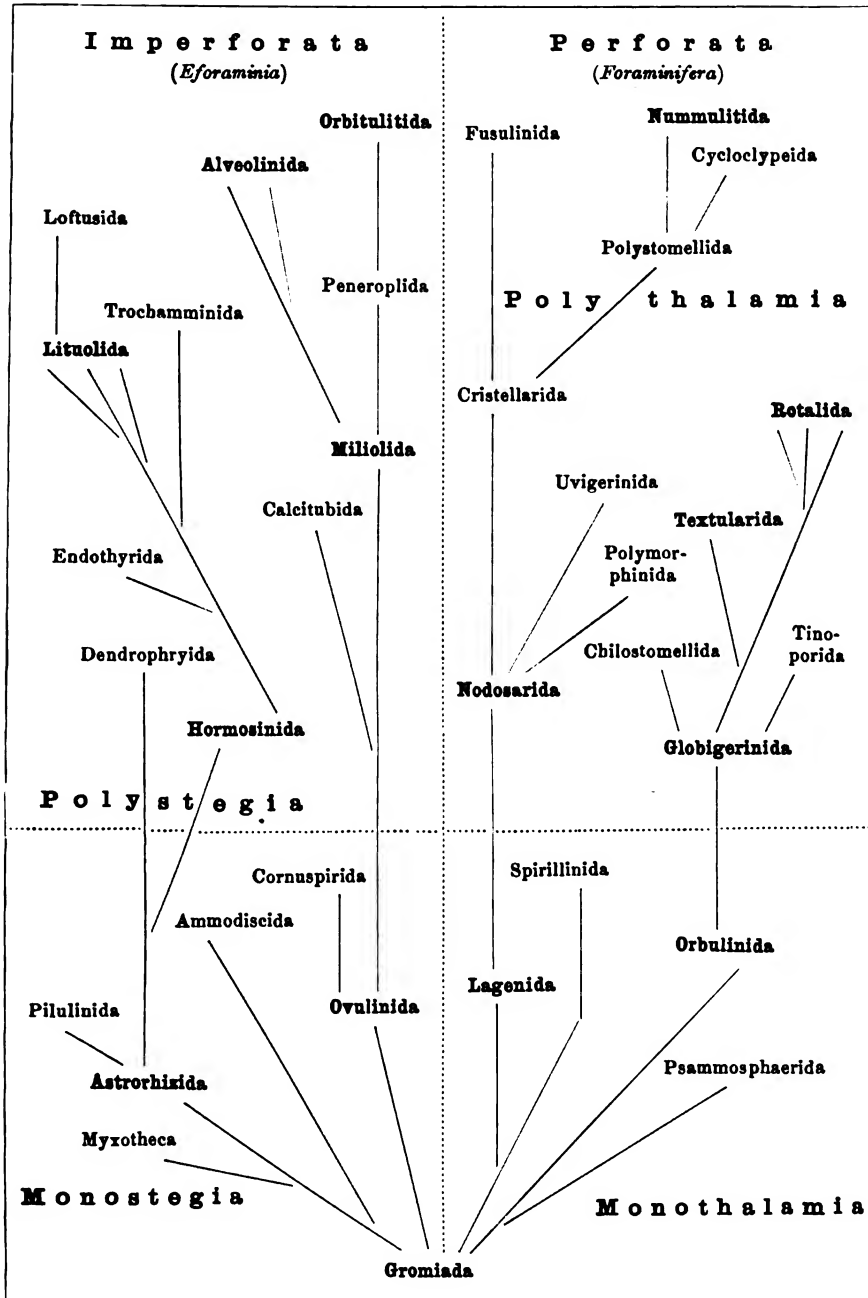 Imperforata
(Eforaminia)
Perforata
(Foraminifera)
Orbitulitida
Alveolinida
Loftusida
Peneroplida
Trochamminida
Lituolida
Miliolida
Calcitubida
Endothyrida
Dendrophryida
Hormosinida
Polystegia
Fusulinida
Nummulitida
Cycloclypeida
Polystomellida
Polythalamia
Cristellarida
Rotalida
Uvigerinida
Textularida
Polymor-
phinida
Chilostomellida
Tino-
porida
Nodosarida
Globigerinida
Cornuspirida
Ammodiscida
Pilulinida
Ovulinida
Astrorhizida
Myxotheca
Monostegia
Spirillinida
Orbulinida
Lagenida
Psammosphaerida
Monothalamia
Gromiada